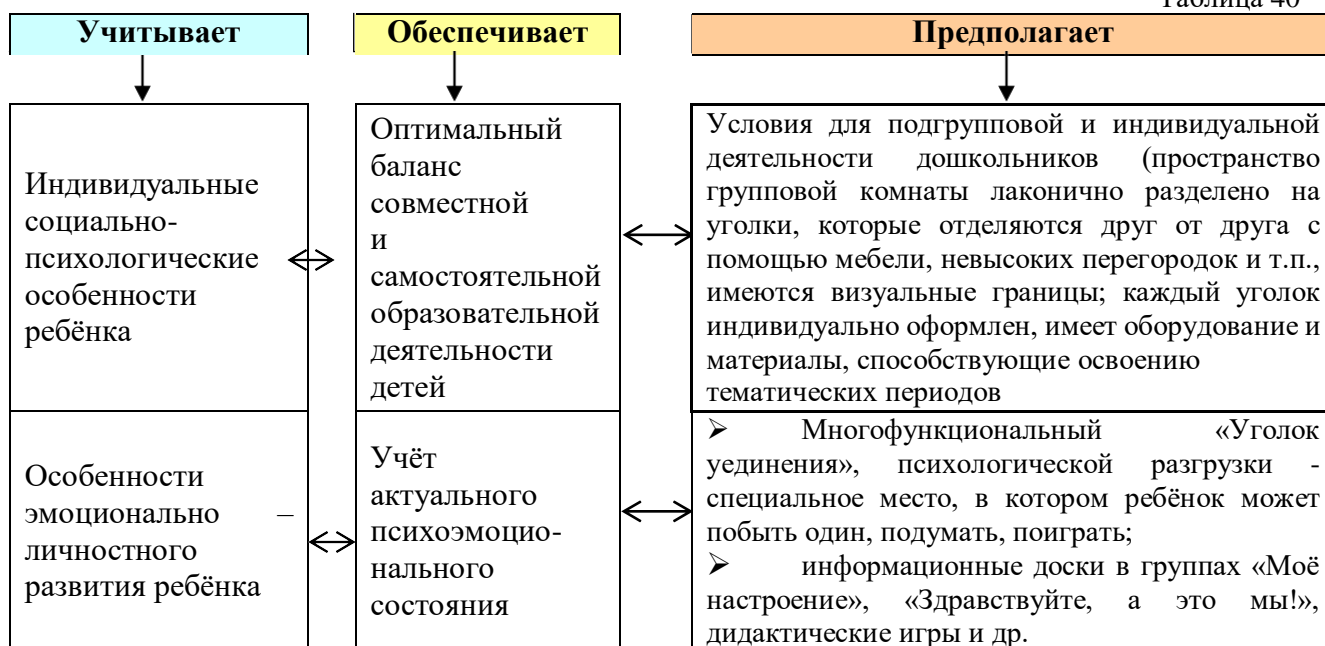 Таблица 40
Учитывает
Обеспечивает
Предполагает
Индивидуальные
социально-
психологические
особенности
ребёнка
Оптимальный
баланс
совместной
и
самостоятельной
образовательной
деятельности
детей
Условия для подгрупповой и индивидуальной
деятельности дошкольников (пространство
групповой комнаты лаконично разделено на
уголки, которые отделяются друг от друга с
помощью мебели, невысоких перегородок и т.п.,
имеются визуальные границы; каждый уголок
индивидуально оформлен, имеет оборудование и
материалы, способствующие освоению
тематических периодов
Особенности
эмоционально –
личностного
развития ребёнка
Учёт
актуального
психоэмоцио-
нального
состояния
➢ Многофункциональный «Уголок
уединения», психологической разгрузки -
специальное место, в котором ребёнок может
побыть один, подумать, поиграть;
➢ информационные доски в группах «Моё
настроение», «Здравствуйте, а это мы!»,
дидактические игры и др.